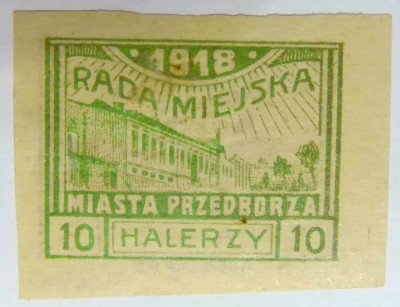 1918
RADA MIEJSKA
MIASTA PRZEDBORZA
10 HALERZY 10